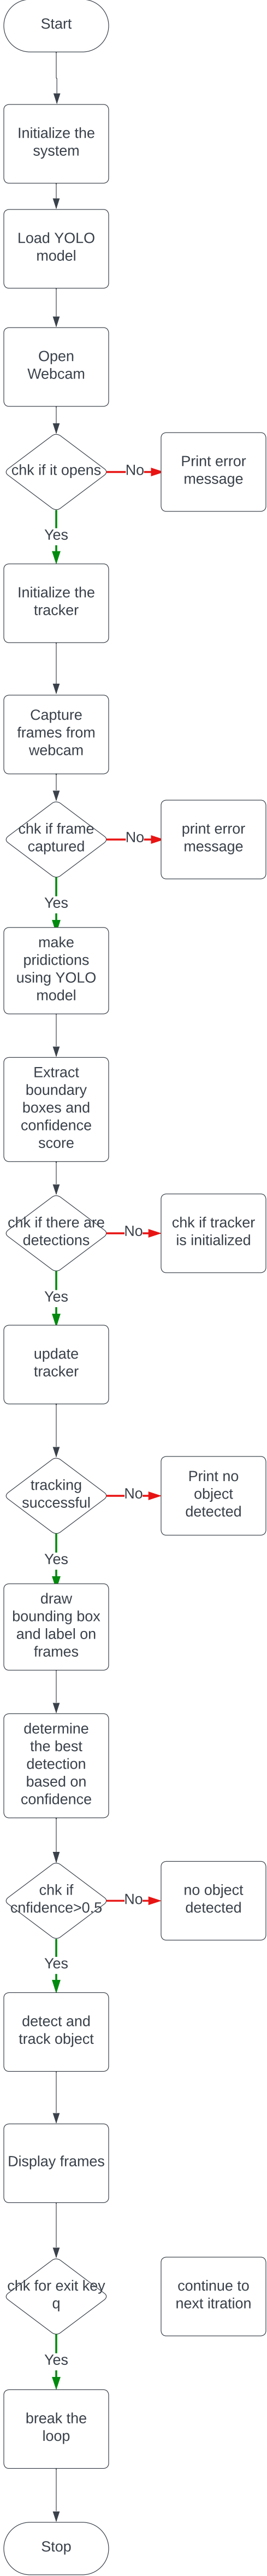 Start
Initialize the
system
Load YOLO
model
Open
Webcam
chk if it opens
No
Print error
message
Yes
Initialize the
tracker
Capture
frames from
webcam
chk if frame
captured
No
print error
message
Yes
make
pridictions
using YOLO
model
Extract
boundary
boxes and
confidence
score
chk if there are
detections
No
chk if tracker
is initialized
Yes
update
tracker
tracking
successful
No
Print no
object
detected
Yes
draw
bounding box
and label on
frames
determine
the best
detection
based on
confidence
chk if
cnfidence>0.5
No
no object
detected
Yes
detect and
track object
Display frames
chk for exit key
q
continue to
next itration
Yes
break the
loop
Stop